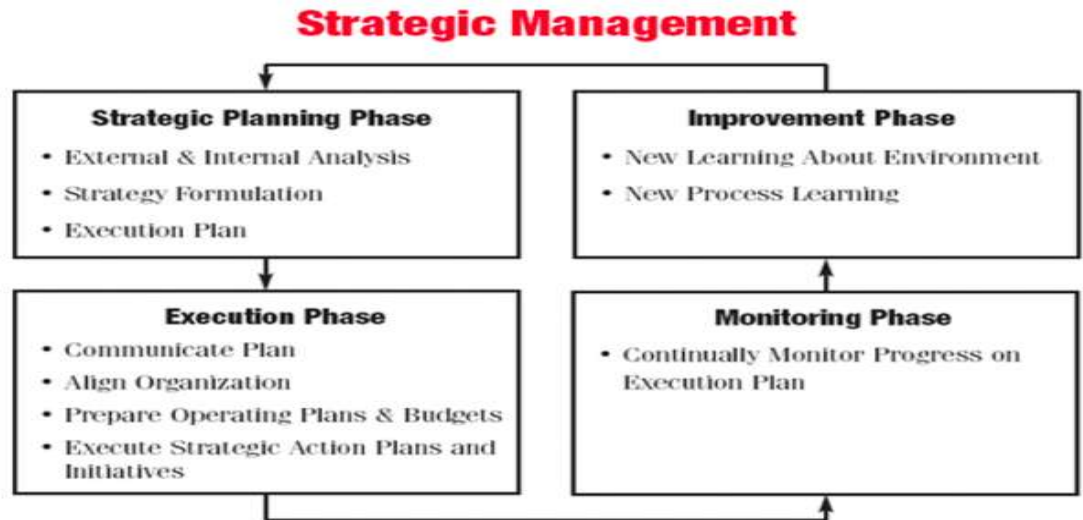 Strategic Management
Strategic Planning Phase
• External & Internal Analysis
• Strategy Formulation
• Execution Plan
Execution Phase
• Communicate Plan
• Align Organization
• Prepare Operating Plans & Budgets
• Execute Strategic Action Plans and
Initiatives
Improvement Phase
• New Learning About Environment
• New Process Learning
Monitoring Phase
• Continually Monitor Progress on
Execution Plan